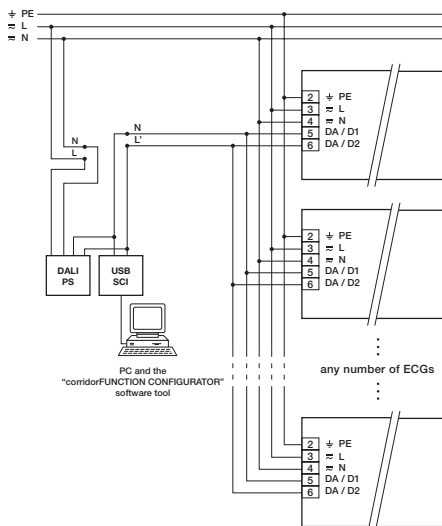 ⏚ PE
≂ L
≂ N
N
L
N
L'
2 ⏚ PE
3 ≂ L
4 ≂ N
5 DA / D1
6 DA / D2
DALI
PS
USB
SCI
2 ⏚ PE
3 ≂ L
4 ≂ N
5 DA / D1
6 DA / D2
PC and the
“corridorFUNCTION CONFIGURATOR”
software tool
any number of ECGs
2 ⏚ PE
3 ≂ L
4 ≂ N
5 DA / D1
6 DA / D2